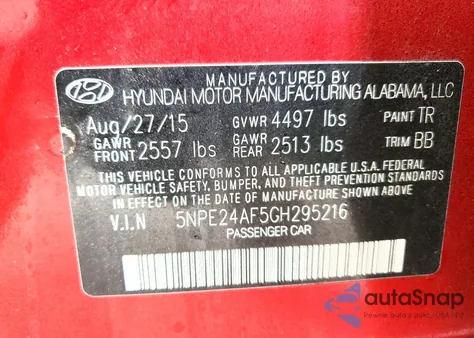 MANUFACTURED BY
HYUNDAI MOTOR MANUFACTURING ALABAMA, LLC
Aug/27/15 GVWR 4497 lbs PAINT TR
GAWR FRONT 2557 lbs GAWR REAR 2513 lbs TRIM BB
THIS VEHICLE CONFORMS TO ALL APPLICABLE U.S.A. FEDERAL
MOTOR VEHICLE SAFETY, BUMPER, AND THEFT PREVENTION STANDARDS
IN EFFECT ON THE DATE OF MANUFACTURE SHOWN ABOVE
V.I.N 5NPE24AF5GH295216
PASSENGER CAR
autoSnap